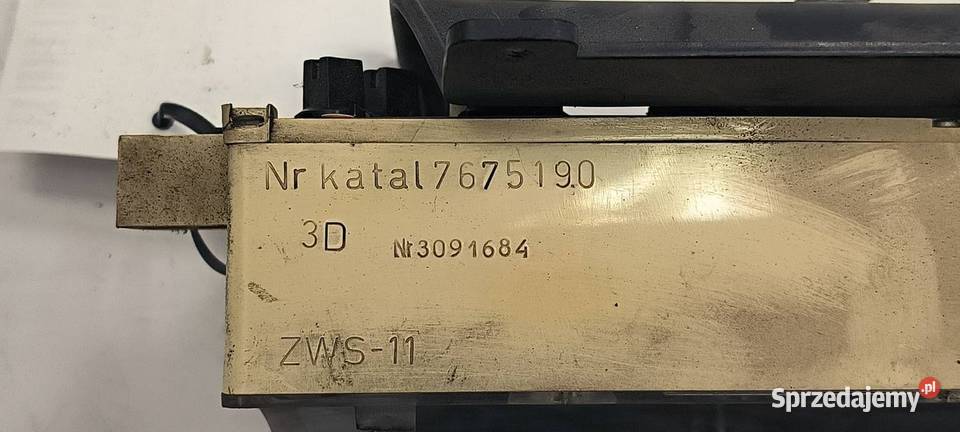 Nr katal 7675190
3D Nr 3091684
ZWS-11
Sprzedajemy.pl